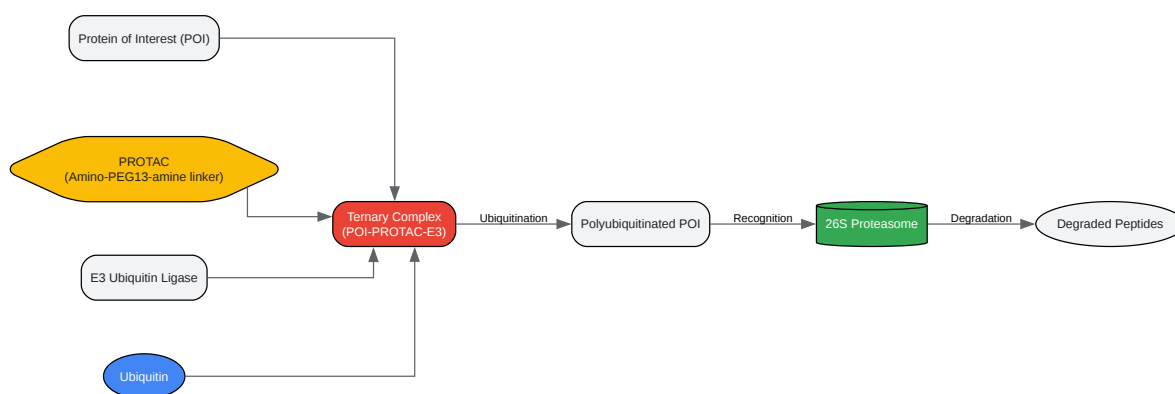 Protein of Interest (POI)
PROTAC
(Amino-PEG13-amine linker)
E3 Ubiquitin Ligase
Ubiquitin
Ternary Complex
(POI-PROTAC-E3)
Ubiquitination
Polyubiquitinated POI
Recognition
26S Proteasome
Degradation
Degraded Peptides